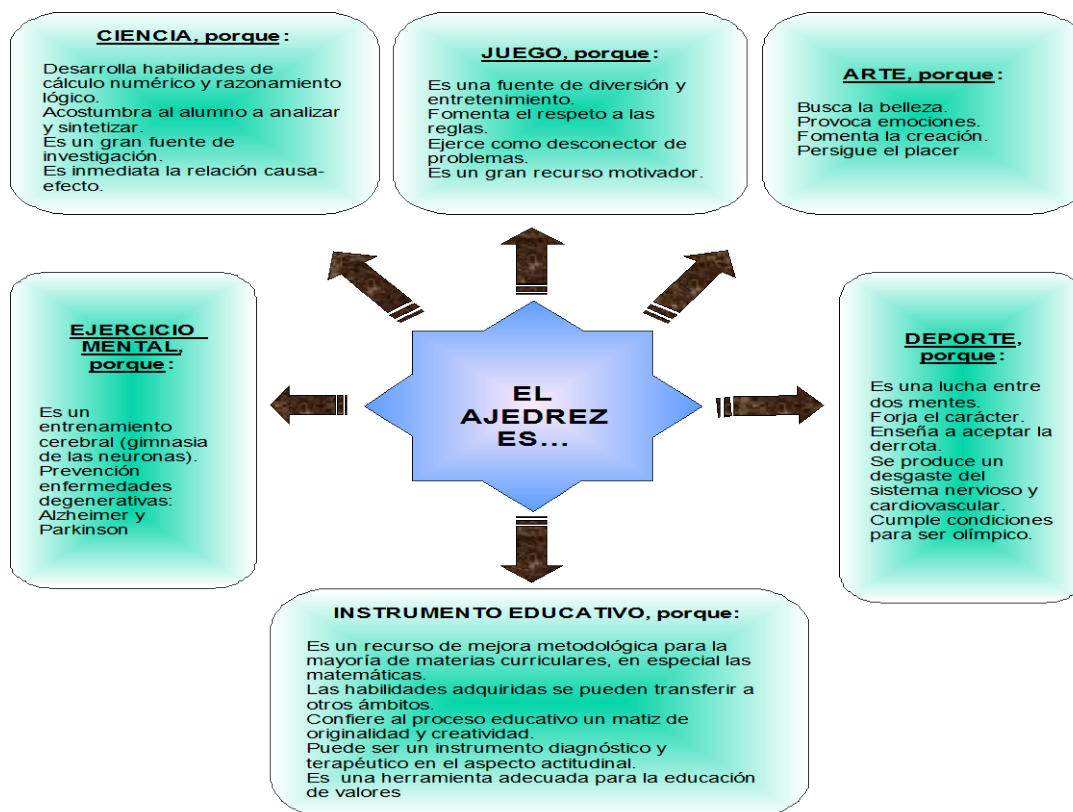 CIENCIA, porque:
Desarrolla habilidades de
cálculo numérico y razonamiento
lógico.
Acostumbra al alumno a analizar
y sintetizar.
Es un gran fuente de
investigación.
Es inmediata la relación causa-
efecto.
JUEGO, porque:
Es una fuente de diversión y
entretenimiento.
Fomenta el respeto a las
reglas.
Ejerce como desconector de
problemas.
Es un gran recurso motivador.
ARTE, porque:
Busca la belleza.
Provoca emociones.
Fomenta la creación.
Persigue el placer
EJERCICIO
MENTAL,
porque:
Es un
entrenamiento
cerebral (gimnasia
de las neuronas).
Prevención
enfermedades
degenerativas:
Alzheimer y
Parkinson
EL
AJEDREZ
ES...
DEPORTE,
porque:
Es una lucha entre
dos mentes.
Forja el carácter.
Enseña a aceptar la
derrota.
Se produce un
desgaste del
sistema nervioso y
cardiovascular.
Cumple condiciones
para ser olímpico.
INSTRUMENTO EDUCATIVO, porque:
Es un recurso de mejora metodológica para la
mayoría de materias curriculares, en especial las
matemáticas.
Las habilidades adquiridas se pueden transferir a
otros ámbitos.
Confiere al proceso educativo un matiz de
originalidad y creatividad.
Puede ser un instrumento diagnóstico y
terapéutico en el aspecto actitudinal.
Es una herramienta adecuada para la educación
de valores